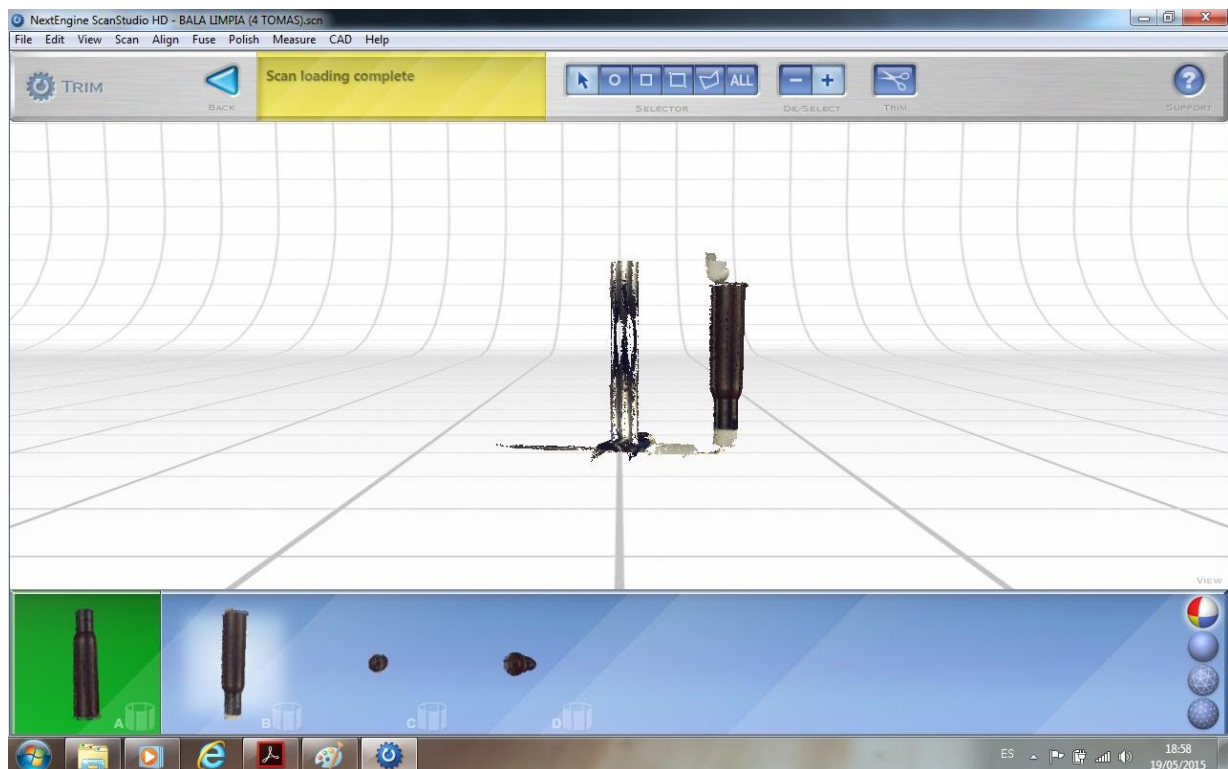 NextEngine ScanStudio HD - BALA LIMPIA (4 TOMAS).scn
File Edit View Scan Align Fuse Polish Measure CAD Help
TRIM
BACK
Scan loading complete
ALL
SELECTOR
DE/SELECT
TRIM
SUPPORT
VIEW
A
B
C
D
ES
18:58
19/05/2015